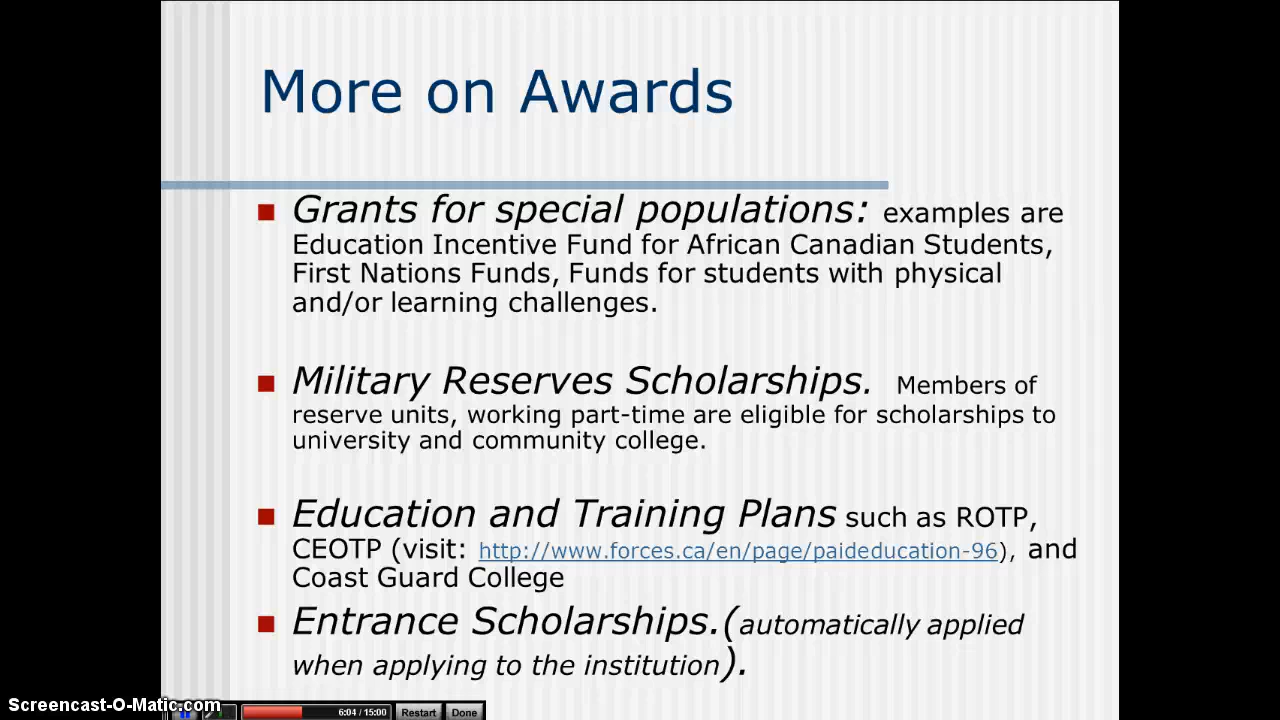 More on Awards
Grants for special populations: examples are
Education Incentive Fund for African Canadian Students,
First Nations Funds, Funds for students with physical
and/or learning challenges.
Military Reserves Scholarships. Members of
reserve units, working part-time are eligible for scholarships to
university and community college.
Education and Training Plans such as ROTP,
CEOTP (visit: http://www.forces.ca/en/page/paideducation-96), and
Coast Guard College
Entrance Scholarships.(automatically applied
when applying to the institution).
Screencast-O-Matic.com
6:04 / 15:00 Restart Done